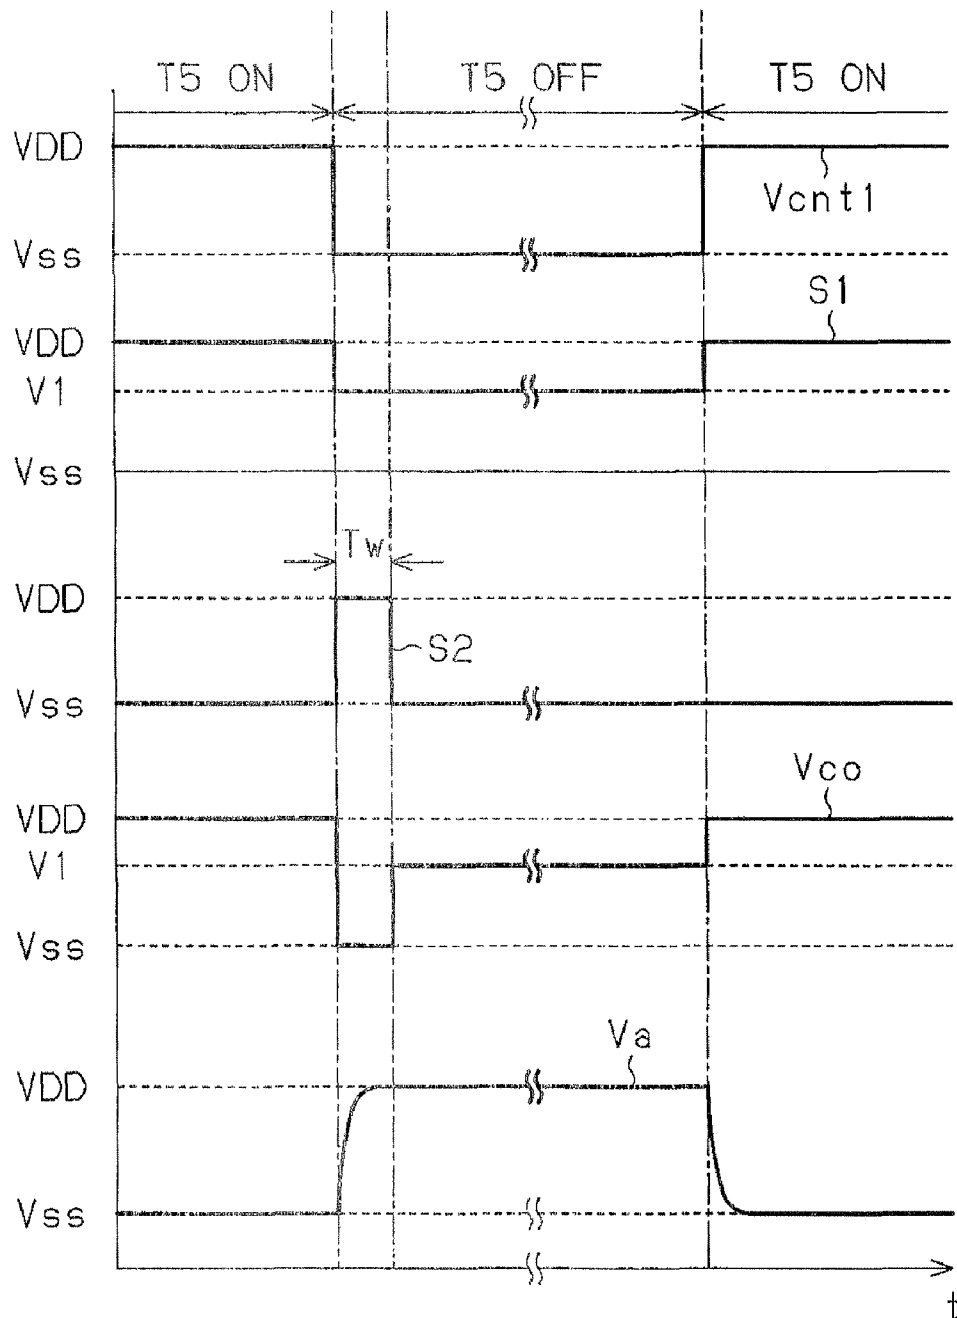 T5 ON T5 OFF T5 ON
VDD
Vcnt1
Vss
S1
VDD
V1
Vss
Tw
VDD
S2
Vss
Vco
VDD
V1
Vss
Va
VDD
Vss
t